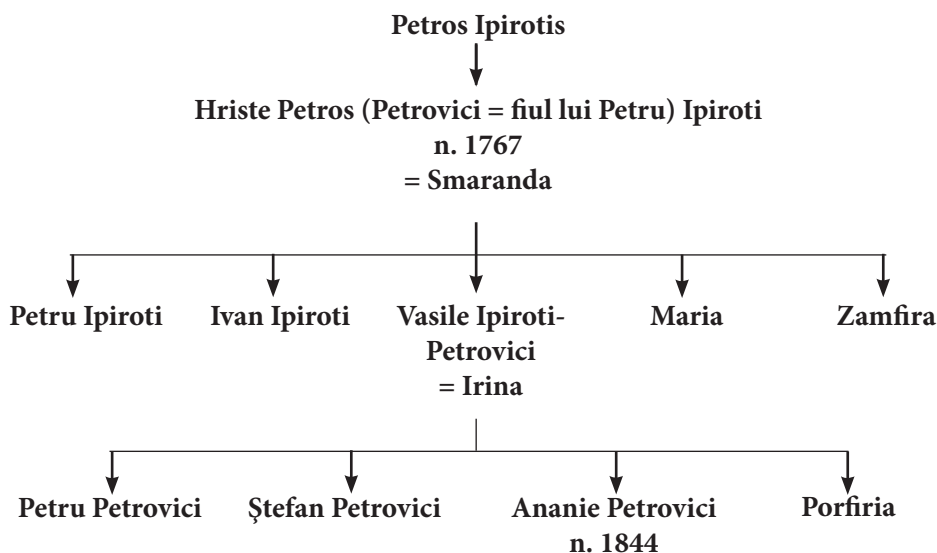 Petros Ipirotis
Hriste Petros (Petrovici = fiul lui Petru) Ipiroti
n. 1767
= Smaranda
Petru Ipiroti Ivan Ipiroti Vasile Ipiroti- Maria Zamfira
Petrovici
= Irina
Petru Petrovici Ştefan Petrovici Ananie Petrovici Porfiria
n. 1844